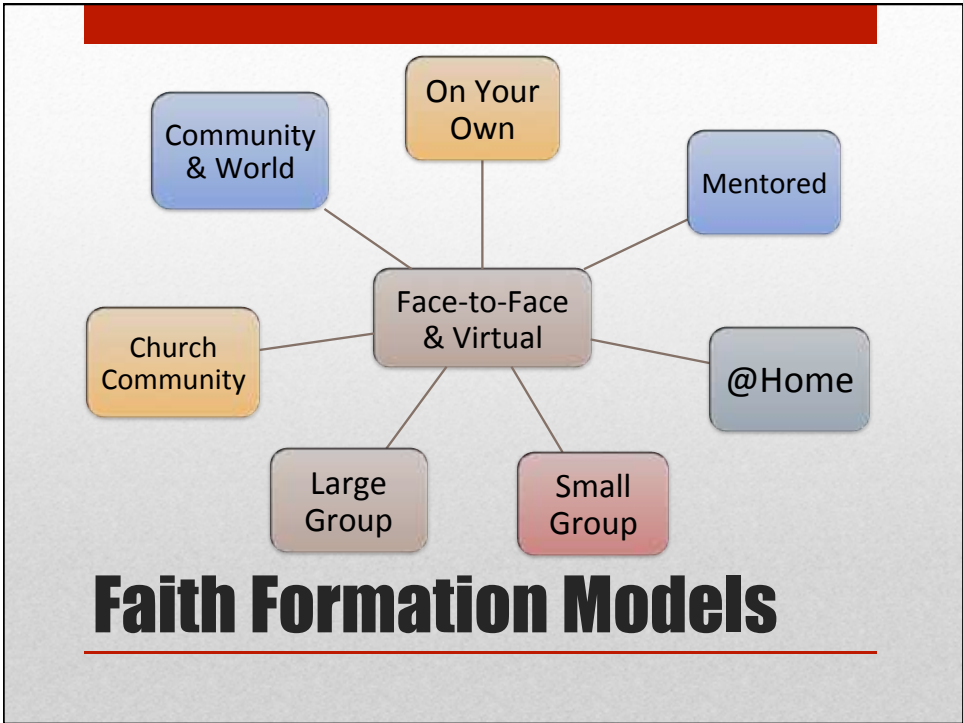 On Your
Own
Community
& World
Mentored
Face-to-Face
& Virtual
Church
Community
@Home
Large
Group
Small
Group
Faith Formation Models